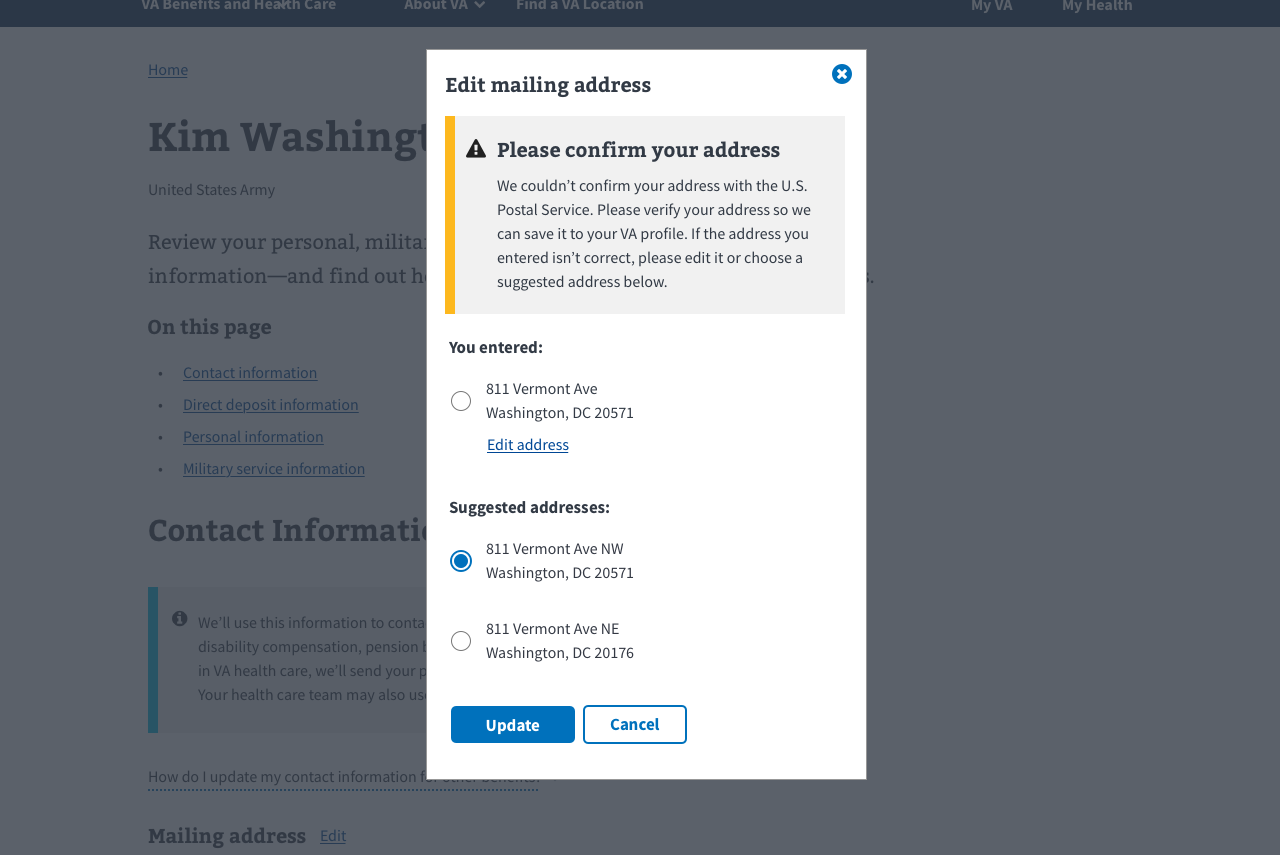 VA Benefits and Health Care
About VA
Find a VA Location
My VA
My Health
Home
Kim Washingt
United States Army
Review your personal, milita
information—and find out h
s.
On this page
• Contact information
• Direct deposit information
• Personal information
• Military service information
Contact Informatio
We’ll use this information to conta
disability compensation, pension
in VA health care, we’ll send your p
Your health care team may also use
How do I update my contact information for other benefits?
Mailing address Edit
Edit mailing address
Please confirm your address
We couldn’t confirm your address with the U.S.
Postal Service. Please verify your address so we
can save it to your VA profile. If the address you
entered isn’t correct, please edit it or choose a
suggested address below.
You entered:
811 Vermont Ave
Washington, DC 20571
Edit address
Suggested addresses:
811 Vermont Ave NW
Washington, DC 20571
811 Vermont Ave NE
Washington, DC 20176
Update
Cancel